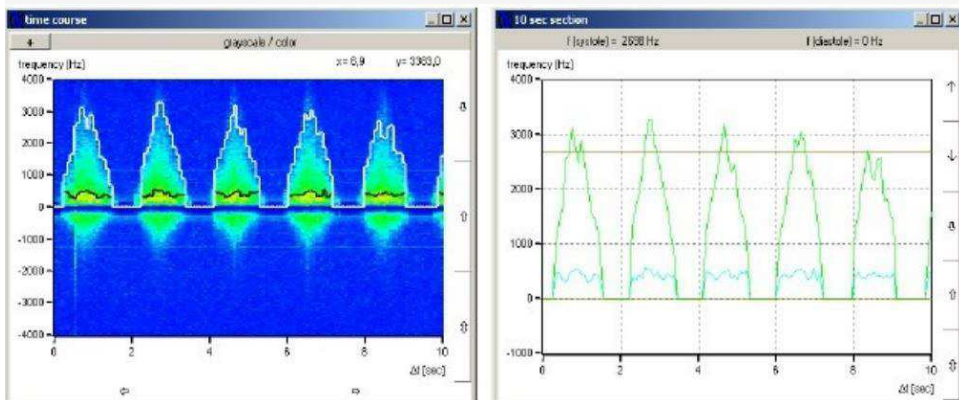 time course
+ grayscale / color
frequency [Hz] x= 6,9 y= 3363,0
4000
3000
2000
1000
0
-1000
-2000
-3000
-4000
0 2 4 6 8 10
Δt [sec]
10 sec section
f (systole) = 2698 Hz f (diastole) = 0 Hz
frequency [Hz]
4000
3000
2000
1000
0
-1000
0 2 4 6 8 10
Δt [sec]